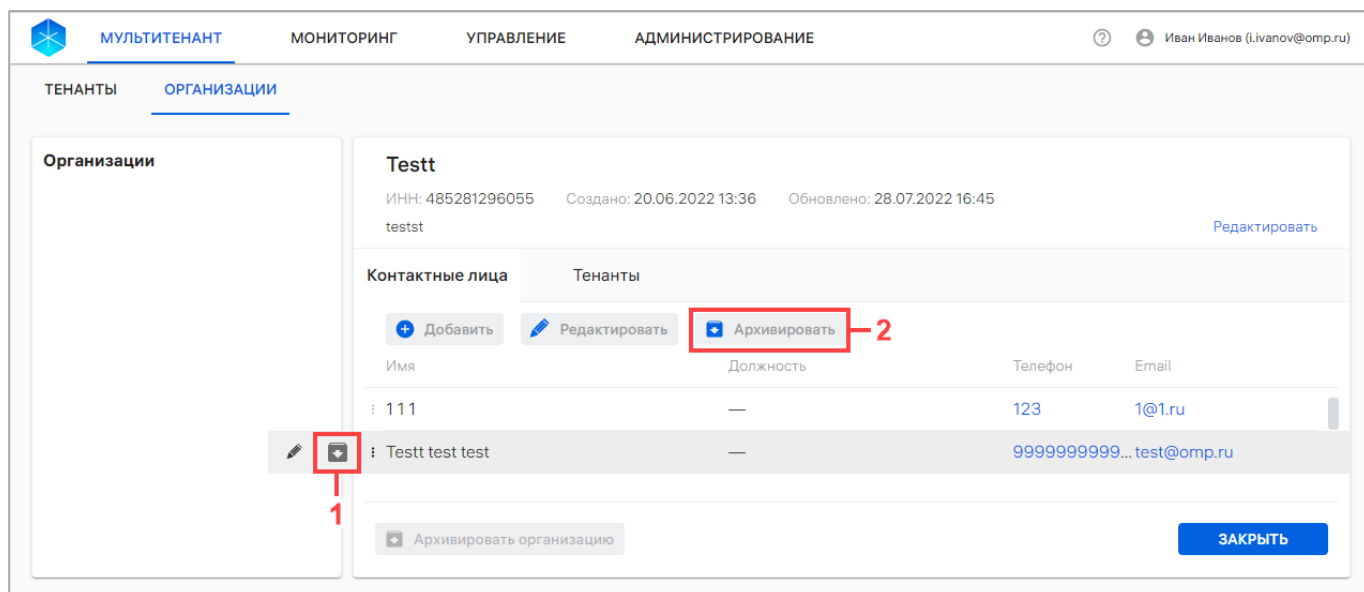 МУЛЬТИТЕНАНТ МОНИТОРИНГ УПРАВЛЕНИЕ АДМИНИСТРИРОВАНИЕ Иван Иванов (i.ivanov@omp.ru)
ТЕНАНТЫ ОРГАНИЗАЦИИ
Организации
Testt
ИНН: 485281296055 Создано: 20.06.2022 13:36 Обновлено: 28.07.2022 16:45
testst Редактировать
Контактные лица Тенанты
Добавить Редактировать Архивировать 2
Имя Должность Телефон Email
111 — 123 1@1.ru
Testt test test — 9999999999... test@omp.ru
1
Архивировать организацию ЗАКРЫТЬ